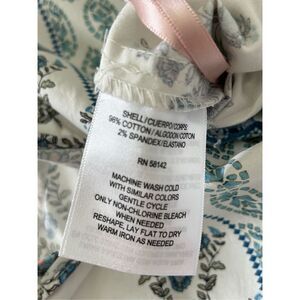 SHELL/CUERPO/CORPS
98% COTTON/ALGODON/COTON
2% SPANDEX/ELASTANO
RN 56142
MACHINE WASH COLD
WITH SIMILAR COLORS
GENTLE CYCLE
ONLY NON-CHLORINE BLEACH
WHEN NEEDED
RESHAPE, LAY FLAT TO DRY
WARM IRON AS NEEDED